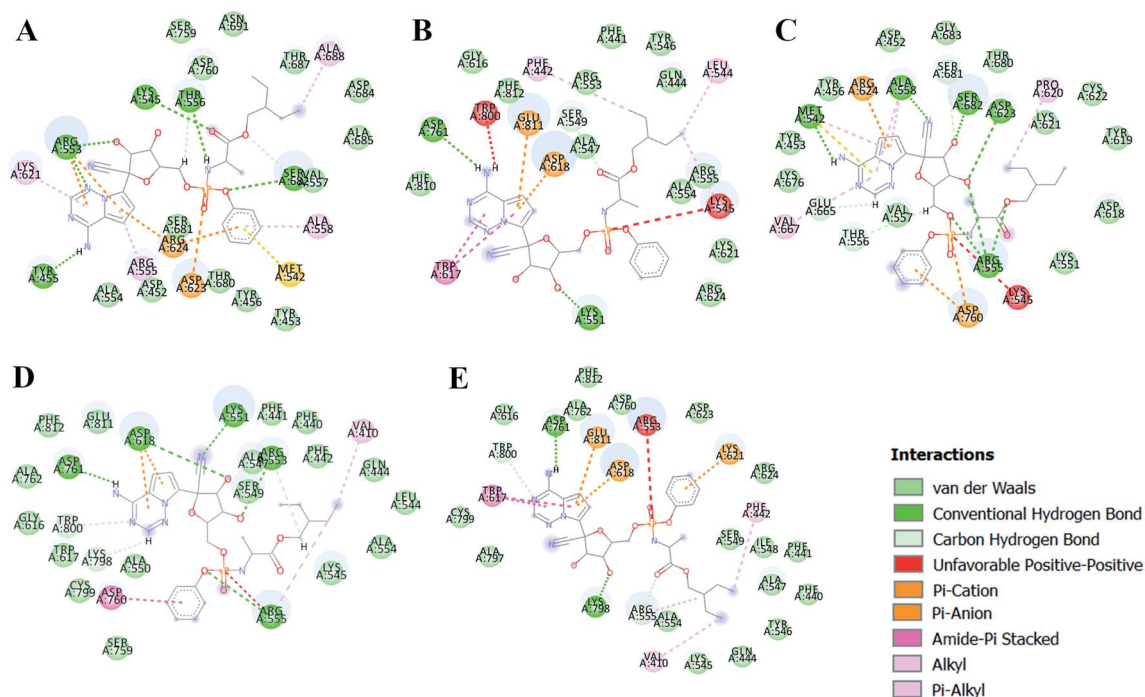 A
SER
A:759
ASN
A:691
ASP
A:760
THR
A:687
ALA
A:688
LYS
A:545
THR
A:556
ASP
A:684
ALA
A:685
ARG
A:553
LYS
A:621
SER
A:682
VAL
A:557
SER
A:681
ARG
A:624
ALA
A:558
ARG
A:555
MET
A:542
TYR
A:455
ALA
A:554
ASP
A:452
ASP
A:623
THR
A:680
TYR
A:456
TYR
A:453
N
N
N
N
N
N
H
H
O
O
O
O
O
O
P
B
PHE
A:441
TYR
A:546
GLY
A:616
PHE
A:442
ARG
A:553
GLN
A:444
LEU
A:544
PHE
A:812
TRP
A:800
GLU
A:811
SER
A:549
ASP
A:761
ALA
A:547
ASP
A:618
HIE
A:810
ALA
A:554
ARG
A:555
LYS
A:545
TRP
A:617
LYS
A:621
LYS
A:551
ARG
A:624
C
ASP
A:452
GLY
A:683
TYR
A:456
ARG
A:624
ALA
A:558
SER
A:681
THR
A:680
PRO
A:620
CYS
A:622
MET
A:542
SER
A:682
ASP
A:623
LYS
A:621
TYR
A:453
TYR
A:619
LYS
A:676
GLU
A:665
VAL
A:557
VAL
A:667
THR
A:556
ASP
A:618
ARG
A:555
LYS
A:551
LYS
A:545
ASP
A:760
D
PHE
A:812
GLU
A:811
LYS
A:551
PHE
A:441
PHE
A:440
VAL
A:410
ASP
A:618
ALA
A:547
ARG
A:553
PHE
A:442
ASP
A:761
GLN
A:444
ALA
A:762
SER
A:549
LEU
A:544
GLY
A:616
TRP
A:800
TRP
A:617
LYS
A:798
ALA
A:550
ALA
A:554
LYS
A:545
CYS
A:799
ASP
A:760
ARG
A:555
SER
A:759
E
PHE
A:812
GLY
A:616
ALA
A:762
ASP
A:760
ASP
A:623
ASP
A:761
GLU
A:811
ARG
A:553
TRP
A:800
ASP
A:618
LYS
A:621
ARG
A:624
TRP
A:617
PHE
A:442
CYS
A:799
SER
A:549
ILE
A:548
PHE
A:441
ALA
A:797
ALA
A:547
PHE
A:440
LYS
A:798
ARG
A:555
ALA
A:554
TYR
A:546
VAL
A:410
LYS
A:545
GLN
A:444
Interactions
van der Waals
Conventional Hydrogen Bond
Carbon Hydrogen Bond
Unfavorable Positive-Positive
Pi-Cation
Pi-Anion
Amide-Pi Stacked
Alkyl
Pi-Alkyl